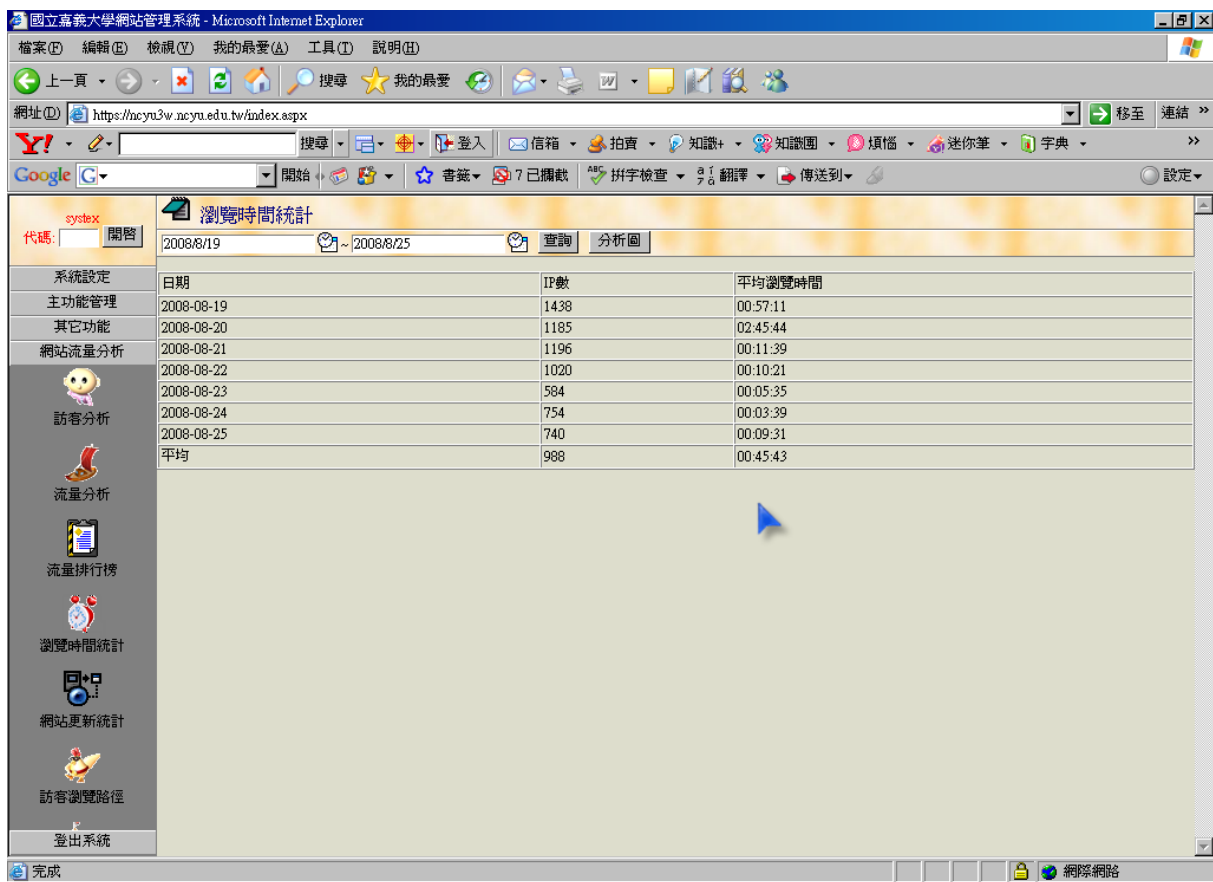 國立嘉義大學網站管理系統 - Microsoft Internet Explorer
檔案(F) 編輯(E) 檢視(V) 我的最愛(A) 工具(T) 說明(H)
上一頁 搜尋 我的最愛
網址(D) https://ncyu3w.ncyu.edu.tw/index.aspx 移至 連結 »
Y! 搜尋 登入 信箱 拍賣 知識+ 知識團 煩惱 迷你筆 字典 »
Google G 開始 書籤 7 已攔截 ABC 拼字檢查 翻譯 傳送到 設定
systex
代碼: 開啓
瀏覽時間統計
2008/8/19 ~ 2008/8/25 查詢 分析圖
系統設定
主功能管理
其它功能
網站流量分析
訪客分析
流量分析
流量排行榜
瀏覽時間統計
網站更新統計
訪客瀏覽路徑
登出系統
日期 IP數 平均瀏覽時間
2008-08-19 1438 00:57:11
2008-08-20 1185 02:45:44
2008-08-21 1196 00:11:39
2008-08-22 1020 00:10:21
2008-08-23 584 00:05:35
2008-08-24 754 00:03:39
2008-08-25 740 00:09:31
平均 988 00:45:43
完成 網際網路